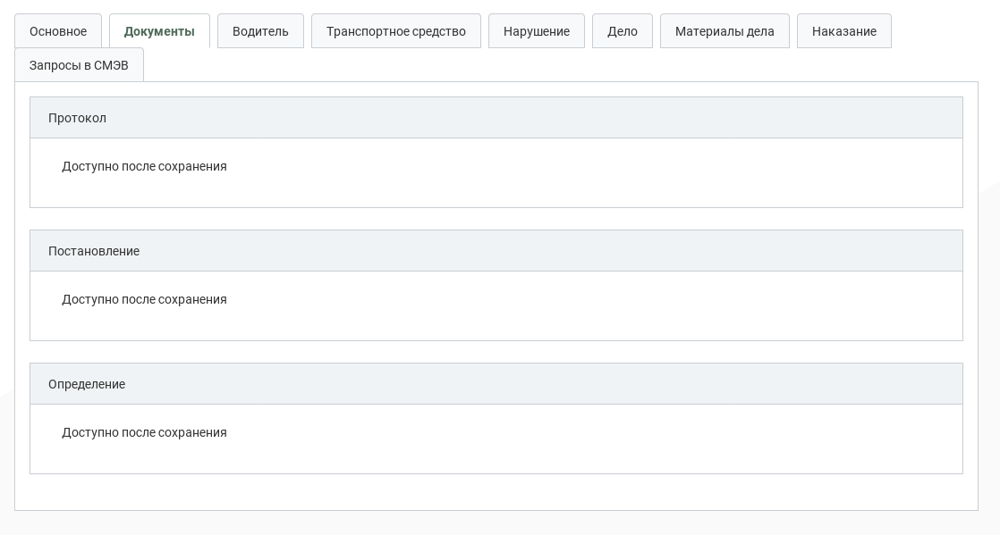 Основное Документы Водитель Транспортное средство Нарушение Дело Материалы дела Наказание
Запросы в СМЭВ
Протокол
Доступно после сохранения
Постановление
Доступно после сохранения
Определение
Доступно после сохранения